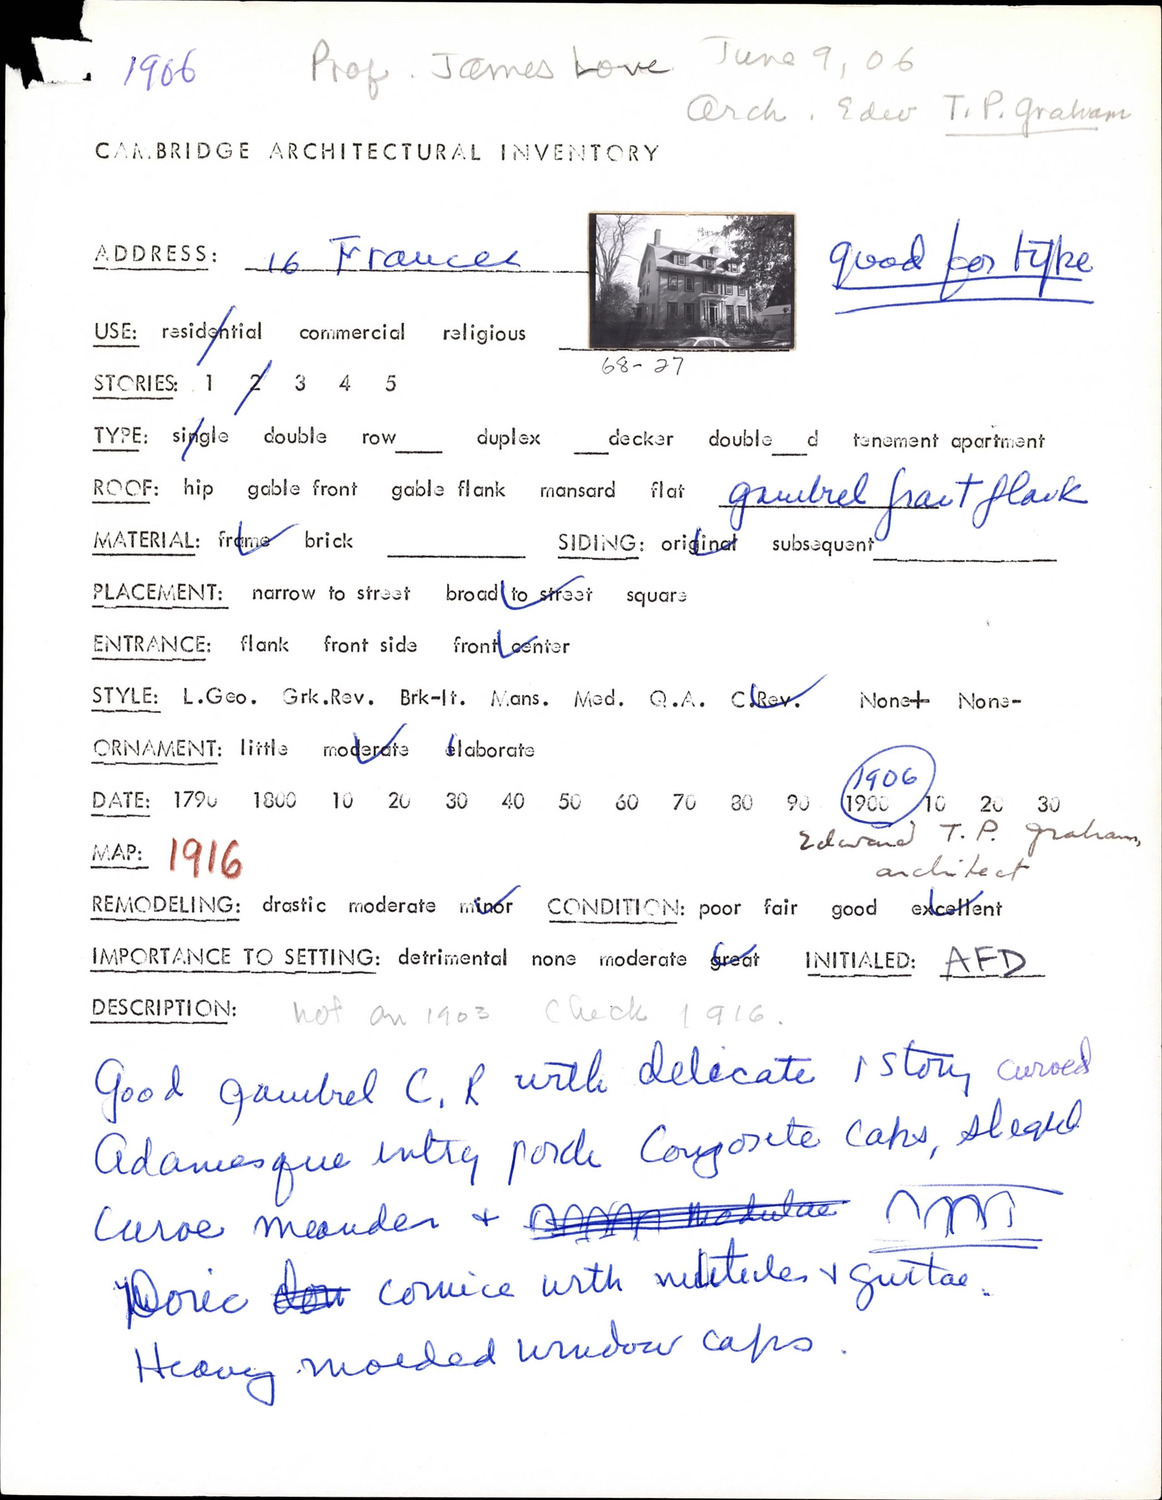 1906 Prof. James Love June 9, 06
Arch. Edw T. P. Graham
CAMBRIDGE ARCHITECTURAL INVENTORY
ADDRESS: 16 Frances
good for type
68-27
USE: residential commercial religious
STORIES: 1 2 3 4 5
TYPE: single double row___ duplex ___decker double___d tenement apartment
ROOF: hip gable front gable flank mansard flat gambrel front flank
MATERIAL: frame brick ________ SIDING: original subsequent________
PLACEMENT: narrow to street broad to street square
ENTRANCE: flank front side front center
STYLE: L.Geo. Grk.Rev. Brk-It. Mans. Med. Q.A. C.Rev. None+ None-
ORNAMENT: little moderate elaborate
1906
DATE: 1790 1800 10 20 30 40 50 60 70 80 90 1900 10 20 30
Edward T. P. Graham,
architect
MAP: 1916
REMODELING: drastic moderate minor CONDITION: poor fair good excellent
IMPORTANCE TO SETTING: detrimental none moderate great INITIALED: AFD
DESCRIPTION: not on 1903 Check 1916.
Good gambrel C. R with delicate 1 story curved
Adamesque entry porch Composite caps,
curve meander +
Doric cornice with & guttae.
Heavy molded window caps.